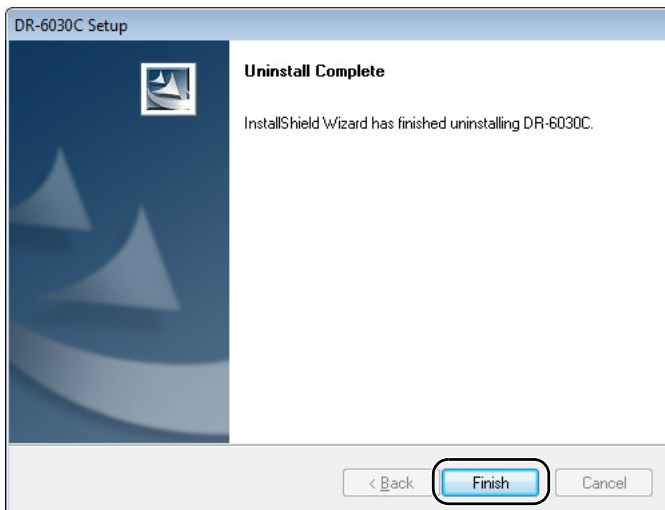 DR-6030C Setup
Uninstall Complete
InstallShield Wizard has finished uninstalling DR-6030C.
< Back
Finish
Cancel